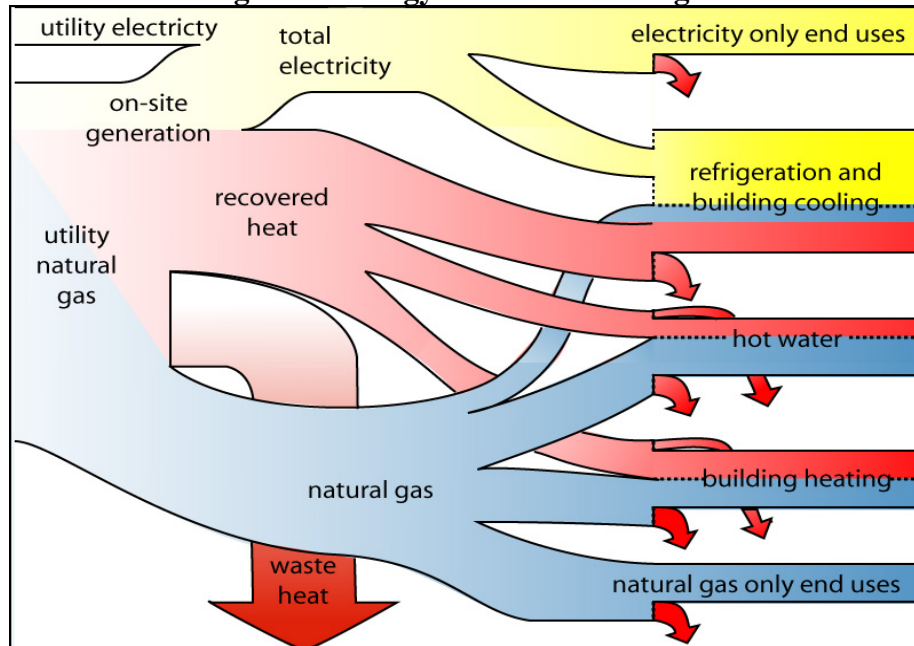 utility electricty
total
electricity
electricity only end uses
on-site
generation
refrigeration and
building cooling
recovered
heat
utility
natural
gas
hot water
natural gas
building heating
waste
heat
natural gas only end uses